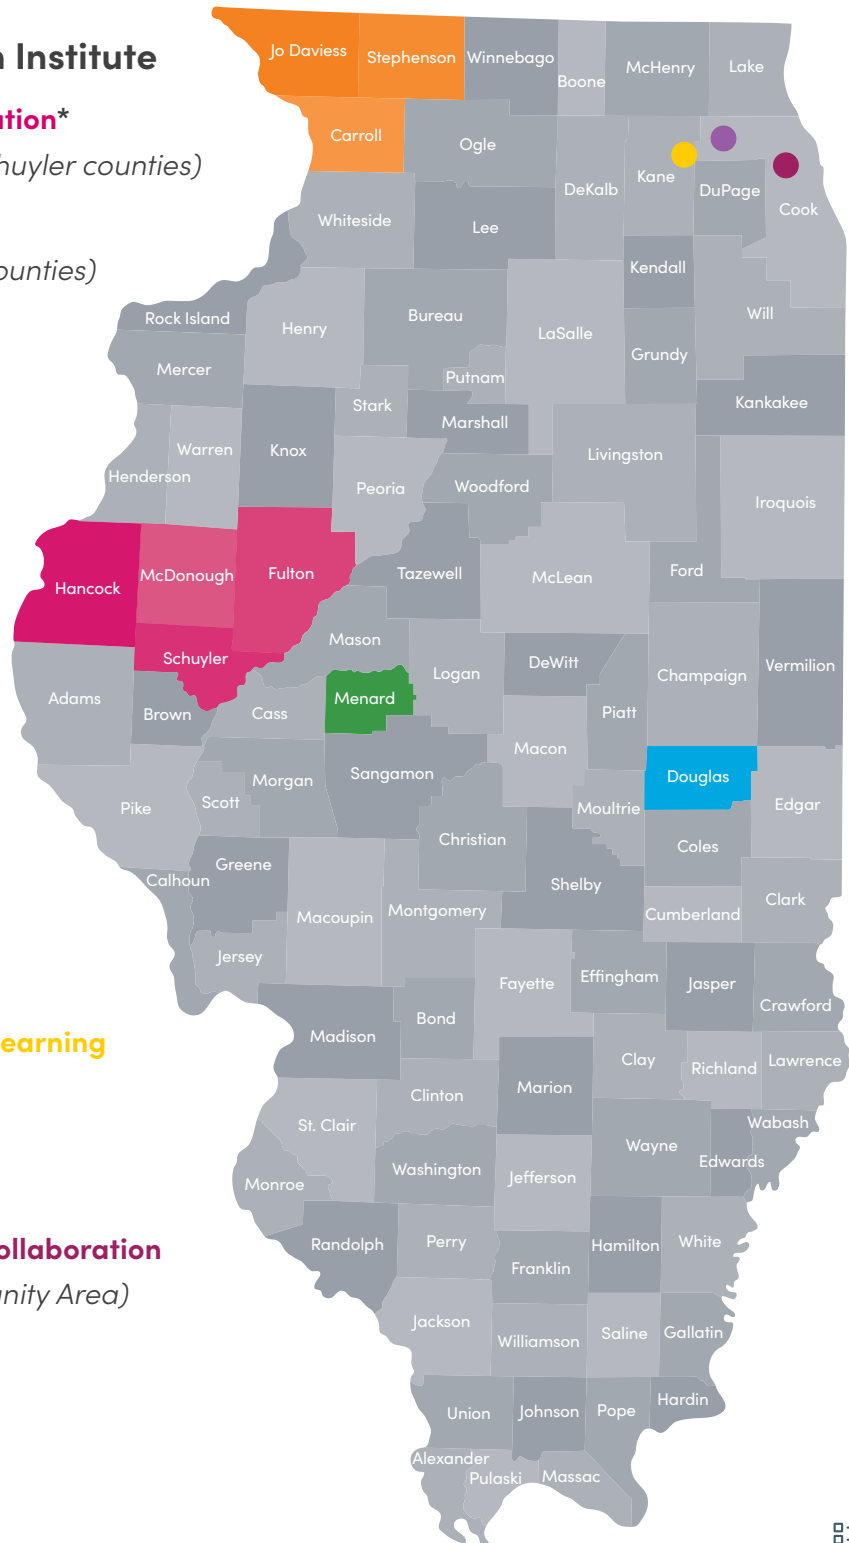 n Institute
ation*
huyler counties)
ounties)
earning
ollaboration
nity Area)
Jo Daviess
Stephenson
Winnebago
Boone
McHenry
Lake
Carroll
Ogle
Kane
DeKalb
DuPage
Cook
Whiteside
Lee
Kendall
Rock Island
Henry
Bureau
LaSalle
Will
Grundy
Mercer
Putnam
Stark
Kankakee
Marshall
Knox
Warren
Henderson
Livingston
Peoria
Woodford
Iroquois
Hancock
McDonough
Fulton
Tazewell
McLean
Ford
Schuyler
Mason
Logan
DeWitt
Champaign
Vermilion
Adams
Brown
Cass
Menard
Piatt
Macon
Sangamon
Douglas
Morgan
Scott
Pike
Moultrie
Edgar
Christian
Coles
Greene
Calhoun
Shelby
Macoupin
Montgomery
Cumberland
Clark
Jersey
Fayette
Effingham
Jasper
Crawford
Bond
Madison
Clay
Richland
Lawrence
Marion
Clinton
St. Clair
Wabash
Wayne
Edwards
Washington
Jefferson
Monroe
Randolph
Perry
Hamilton
White
Franklin
Jackson
Williamson
Saline
Gallatin
Union
Johnson
Pope
Hardin
Alexander
Pulaski
Massac